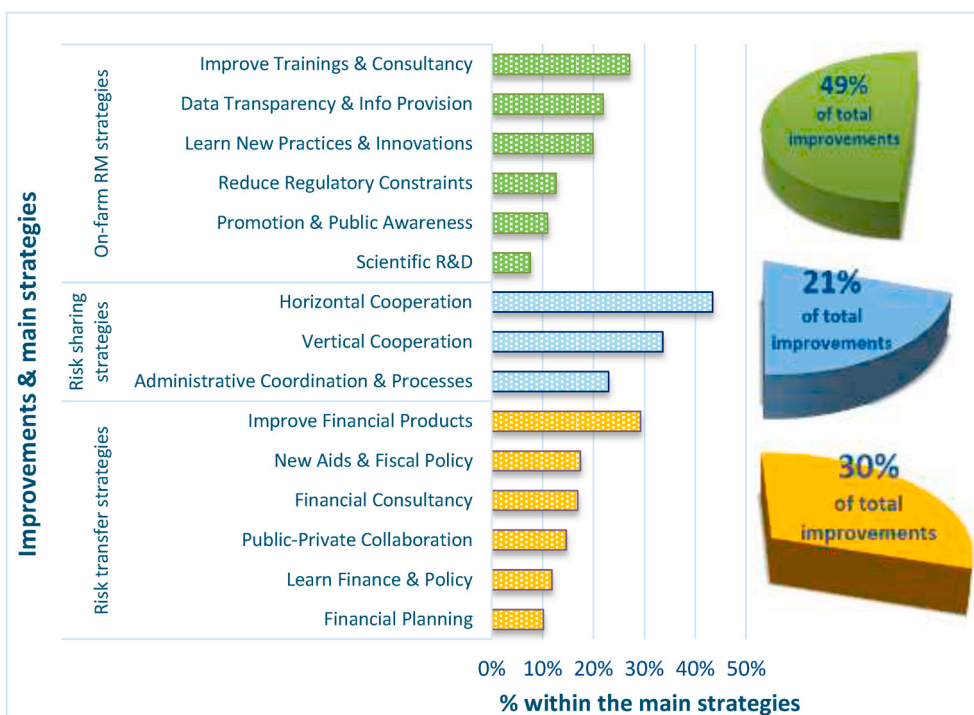 Improvements & main strategies
On-farm RM strategies
Improve Trainings & Consultancy
Data Transparency & Info Provision
Learn New Practices & Innovations
Reduce Regulatory Constraints
Promotion & Public Awareness
Scientific R&D
Risk sharing
strategies
Horizontal Cooperation
Vertical Cooperation
Administrative Coordination & Processes
Risk transfer strategies
Improve Financial Products
New Aids & Fiscal Policy
Financial Consultancy
Public-Private Collaboration
Learn Finance & Policy
Financial Planning
0% 10% 20% 30% 40% 50%
% within the main strategies
49%
of total
improvements
21%
of total
improvements
30%
of total
improvements